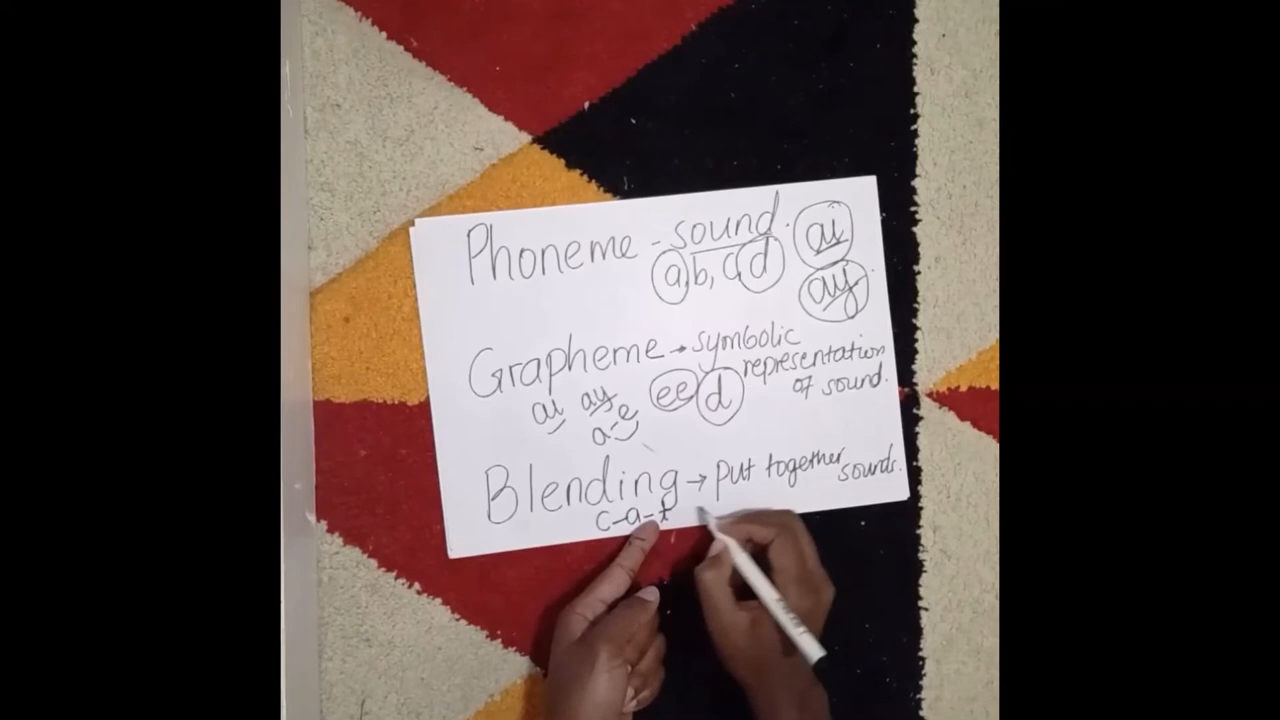 Phoneme - sound. ai
a, b, c, d ay
Grapheme → symbolic
representation
of sound.
ai ay ee d
a-e
Blending → put together
sounds.
c-a-t